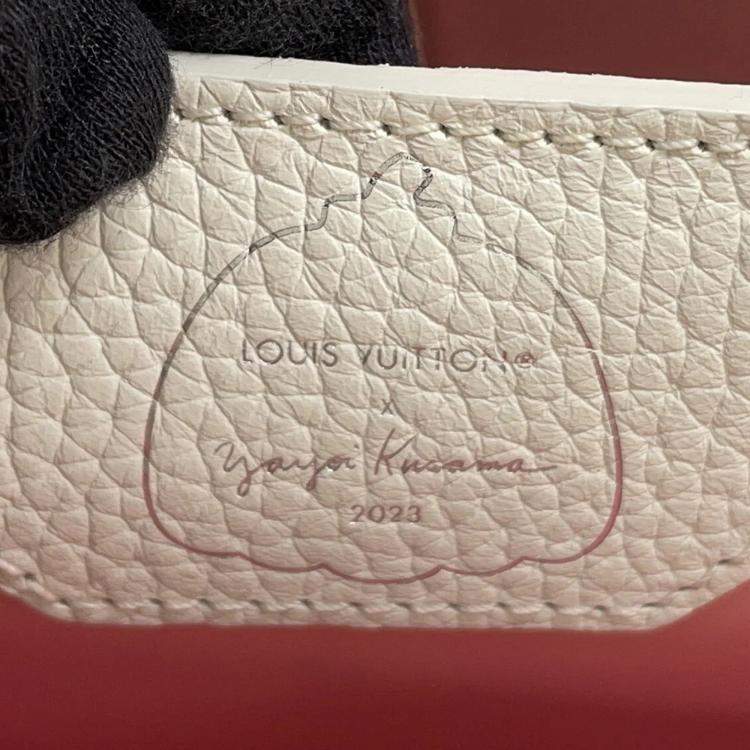 LOUIS VUITTON®
X
Yayoi Kusama
2023